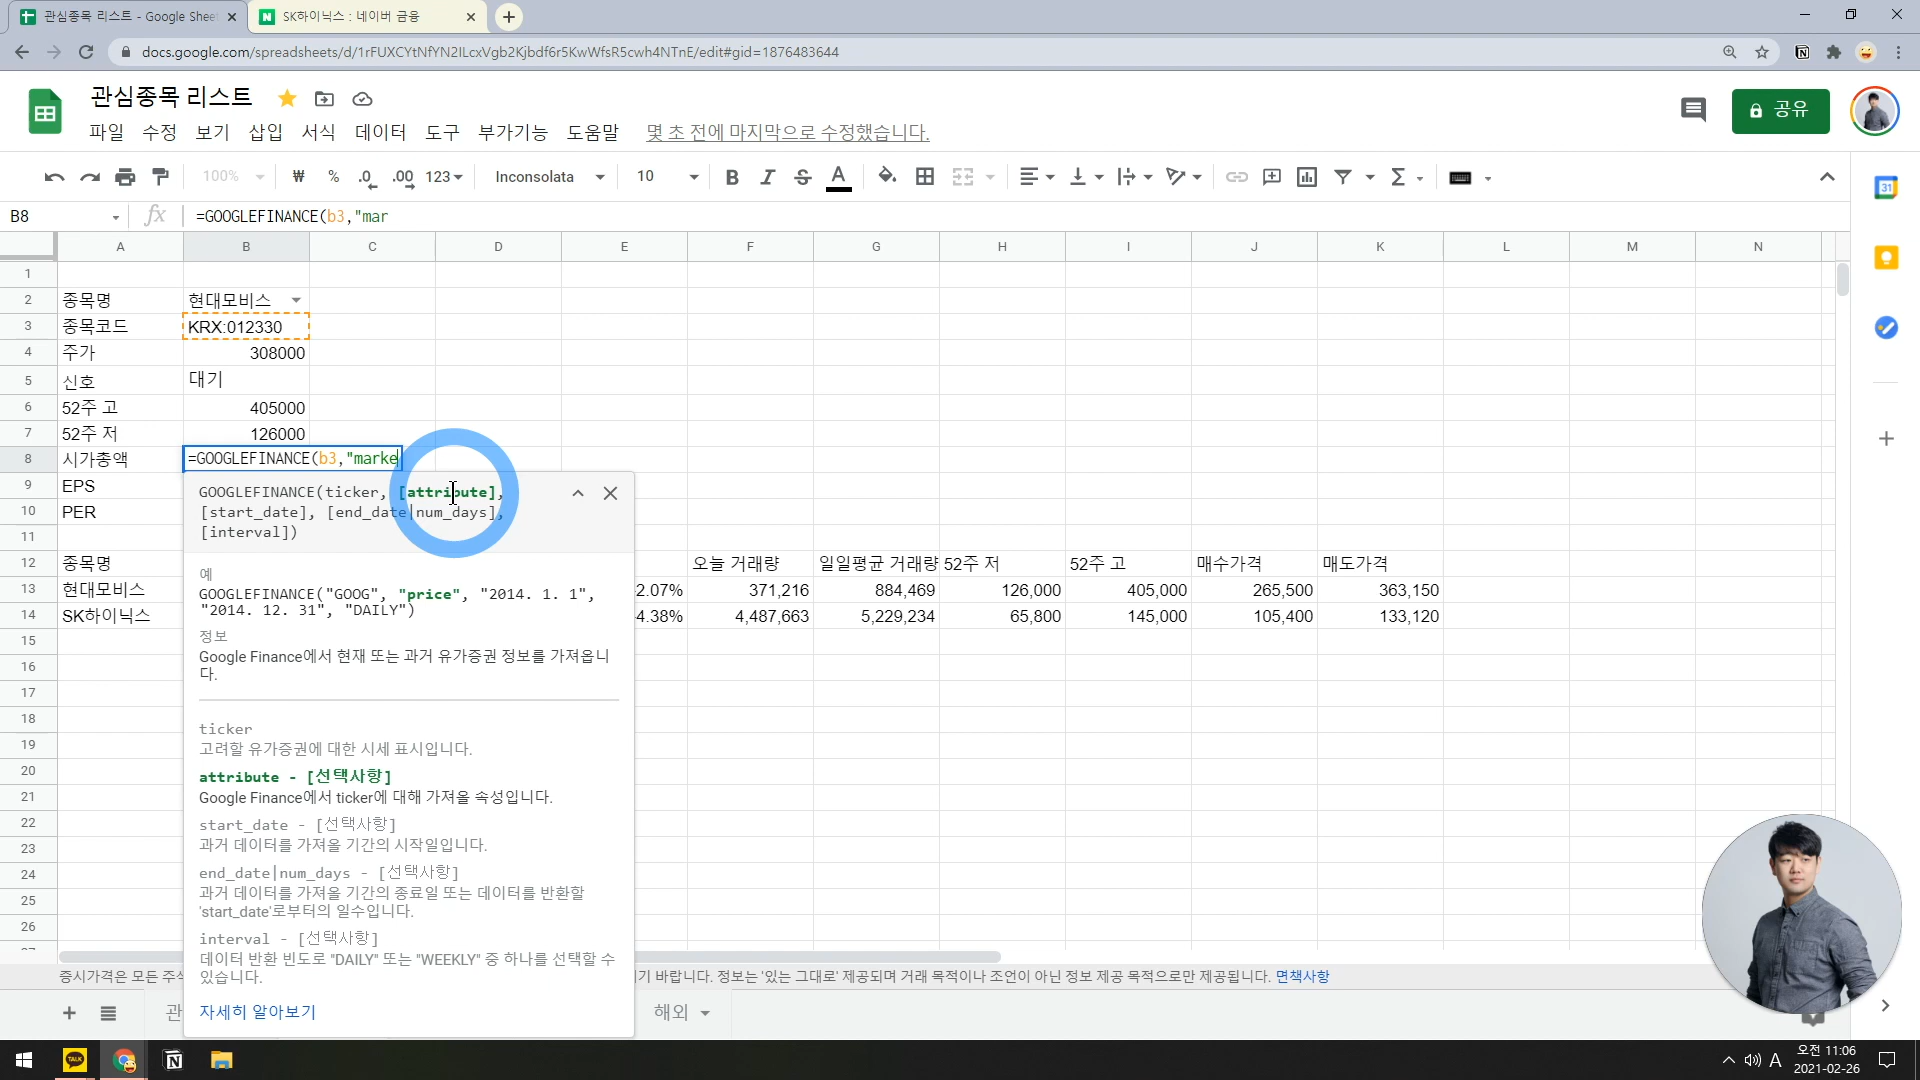 관심종목 리스트 - Google Shee
SK하이닉스 : 네이버 금융
docs.google.com/spreadsheets/d/1rFUXCYtNfYN2ILcxVgb2Kjbdf6r5KwWfsR5cwh4NTnE/edit#gid=1876483644
관심종목 리스트
파일 수정 보기 삽입 서식 데이터 도구 부가기능 도움말 몇 초 전에 마지막으로 수정했습니다.
공유
100% ₩ % .0 .00 123 Inconsolata 10 B I S A
31
B8 fx =GOOGLEFINANCE(b3,"mar
A B C D E F G H I J K L M N
1
2 종목명 현대모비스
3 종목코드 KRX:012330
4 주가 308000
5 신호 대기
6 52주 고 405000
7 52주 저 126000
8 시가총액 =GOOGLEFINANCE(b3,"marke
9 EPS
10 PER
11
12 종목명 오늘 거래량 일일평균 거래량 52주 저 52주 고 매수가격 매도가격
13 현대모비스 2.07% 371,216 884,469 126,000 405,000 265,500 363,150
14 SK하이닉스 4.38% 4,487,663 5,229,234 65,800 145,000 105,400 133,120
15
16
17
18
19
20
21
22
23
24
25
26
GOOGLEFINANCE(ticker, [attribute],
[start_date], [end_date|num_days],
[interval])
예
GOOGLEFINANCE("GOOG", "price", "2014. 1. 1",
"2014. 12. 31", "DAILY")
정보
Google Finance에서 현재 또는 과거 유가증권 정보를 가져옵니
다.
ticker
고려할 유가증권에 대한 시세 표시입니다.
attribute - [선택사항]
Google Finance에서 ticker에 대해 가져올 속성입니다.
start_date - [선택사항]
과거 데이터를 가져올 기간의 시작일입니다.
end_date|num_days - [선택사항]
과거 데이터를 가져올 기간의 종료일 또는 데이터를 반환할
'start_date'로부터의 일수입니다.
interval - [선택사항]
데이터 반환 빈도로 "DAILY" 또는 "WEEKLY" 중 하나를 선택할 수
있습니다.
자세히 알아보기
증시가격은 모든 주식 기 바랍니다. 정보는 '있는 그대로' 제공되며 거래 목적이나 조언이 아닌 정보 제공 목적으로만 제공됩니다. 면책사항
관 해외
TALK
A 오전 11:06
2021-02-26